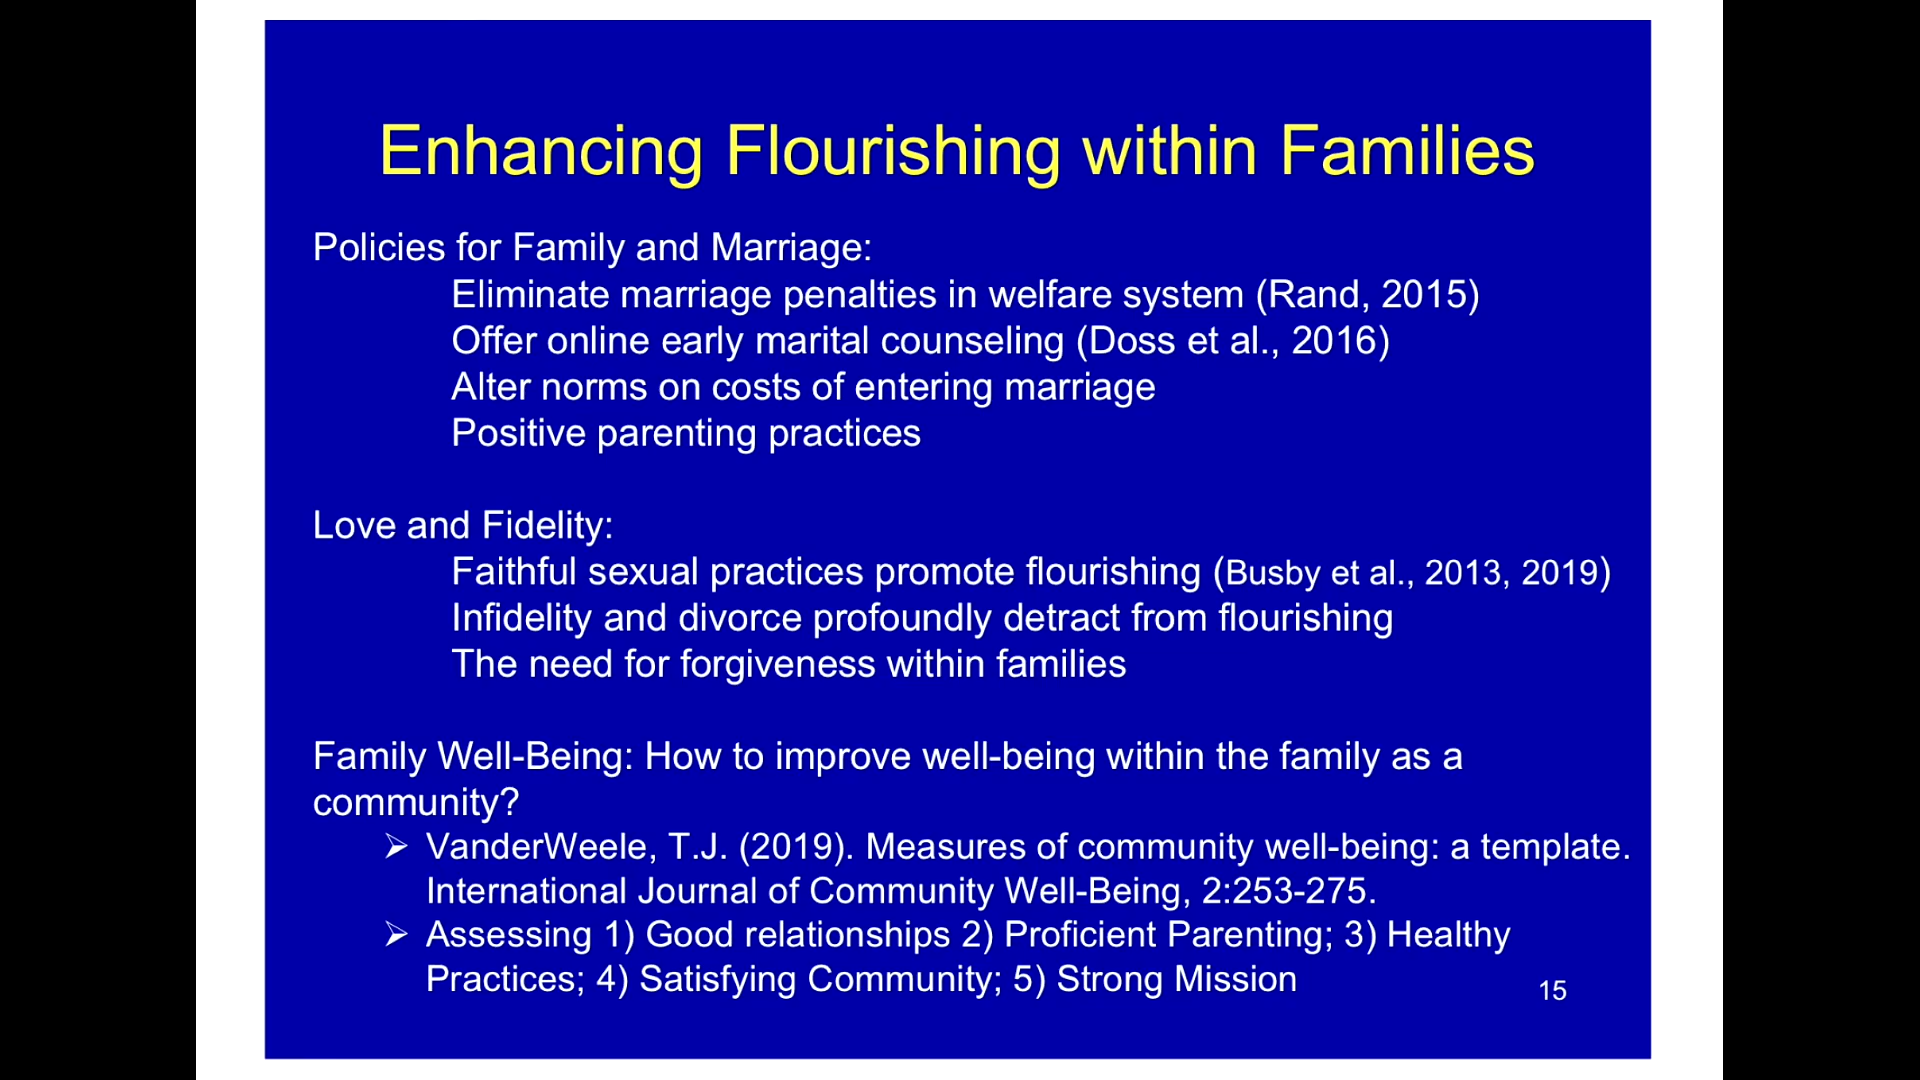 Enhancing Flourishing within Families
Policies for Family and Marriage:
Eliminate marriage penalties in welfare system (Rand, 2015)
Offer online early marital counseling (Doss et al., 2016)
Alter norms on costs of entering marriage
Positive parenting practices
Love and Fidelity:
Faithful sexual practices promote flourishing (Busby et al., 2013, 2019)
Infidelity and divorce profoundly detract from flourishing
The need for forgiveness within families
Family Well-Being: How to improve well-being within the family as a
community?
➢ VanderWeele, T.J. (2019). Measures of community well-being: a template.
International Journal of Community Well-Being, 2:253-275.
➢ Assessing 1) Good relationships 2) Proficient Parenting; 3) Healthy
Practices; 4) Satisfying Community; 5) Strong Mission
15